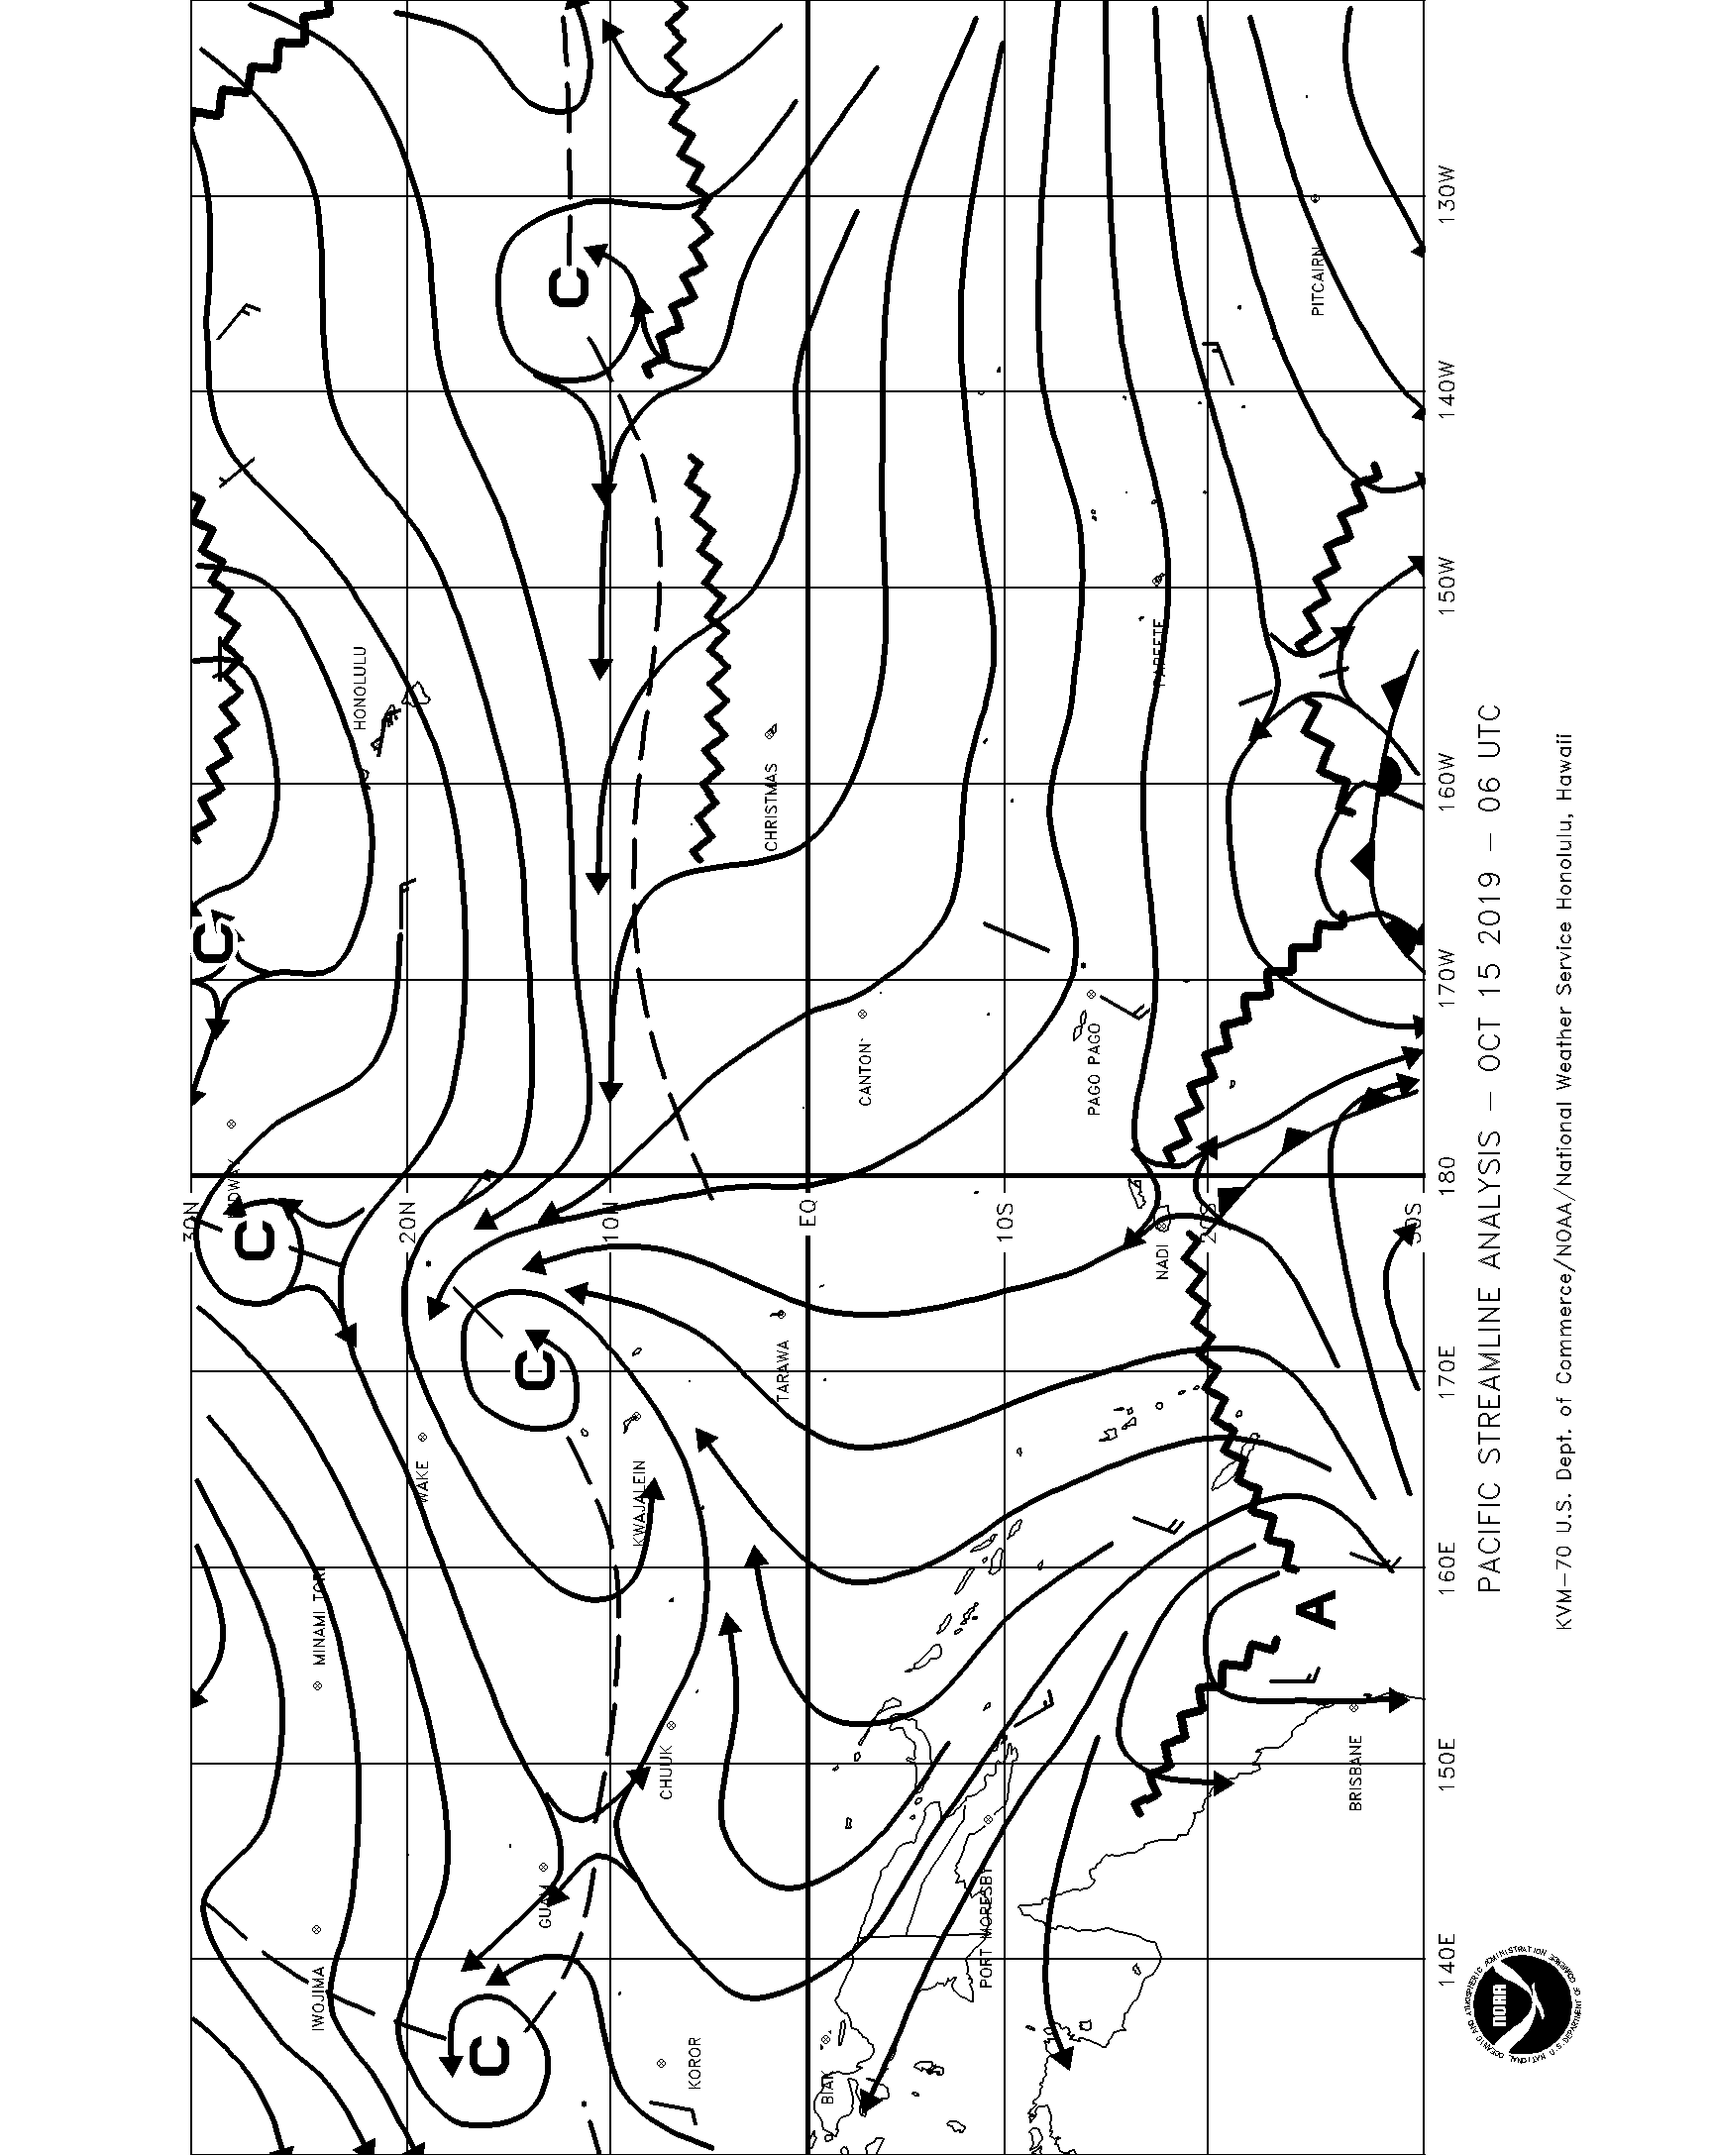 PACIFIC STREAMLINE ANALYSIS – OCT 15 2019 – 06 UTC
KVM–70 U.S. Dept. of Commerce/NOAA/National Weather Service Honolulu, Hawaii
140E
150E
160E
170E
180
170W
160W
150W
140W
130W
30N
20N
10N
EQ
10S
20S
30S
IWOJIMA
MINAMI TORI
MIDWAY
HONOLULU
WAKE
GUAM
KOROR
CHUUK
KWAJALEIN
TARAWA
CHRISTMAS
CANTON
BIAK
PORT MORESBY
NADI
PAGO PAGO
PAPEETE
PITCAIRN
BRISBANE
C
C
C
C
C
A
NOAA
NATIONAL OCEANIC AND ATMOSPHERIC ADMINISTRATION
U.S. DEPARTMENT OF COMMERCE